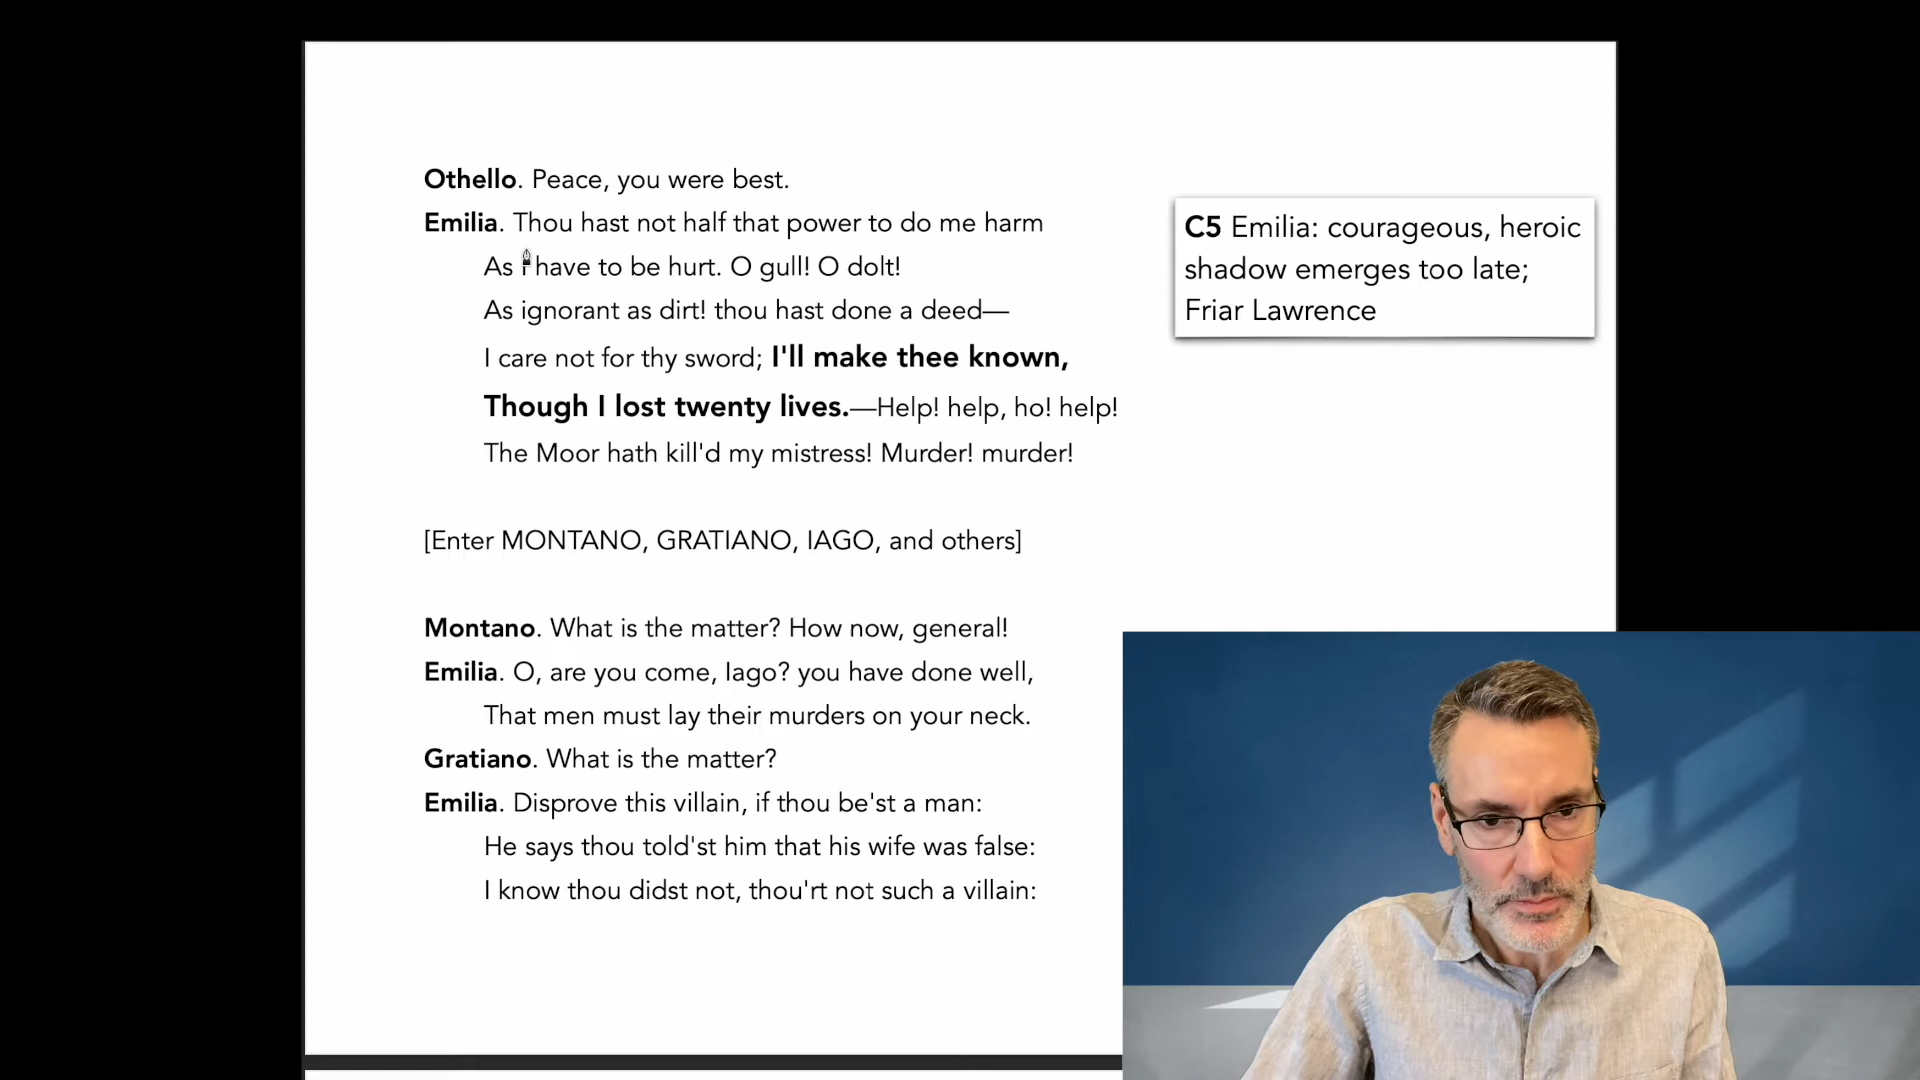 Othello. Peace, you were best.
Emilia. Thou hast not half that power to do me harm
As I have to be hurt. O gull! O dolt!
As ignorant as dirt! thou hast done a deed—
I care not for thy sword; I'll make thee known,
Though I lost twenty lives.—Help! help, ho! help!
The Moor hath kill'd my mistress! Murder! murder!
[Enter MONTANO, GRATIANO, IAGO, and others]
Montano. What is the matter? How now, general!
Emilia. O, are you come, Iago? you have done well,
That men must lay their murders on your neck.
Gratiano. What is the matter?
Emilia. Disprove this villain, if thou be'st a man:
He says thou told'st him that his wife was false:
I know thou didst not, thou'rt not such a villain:
C5 Emilia: courageous, heroic
shadow emerges too late;
Friar Lawrence